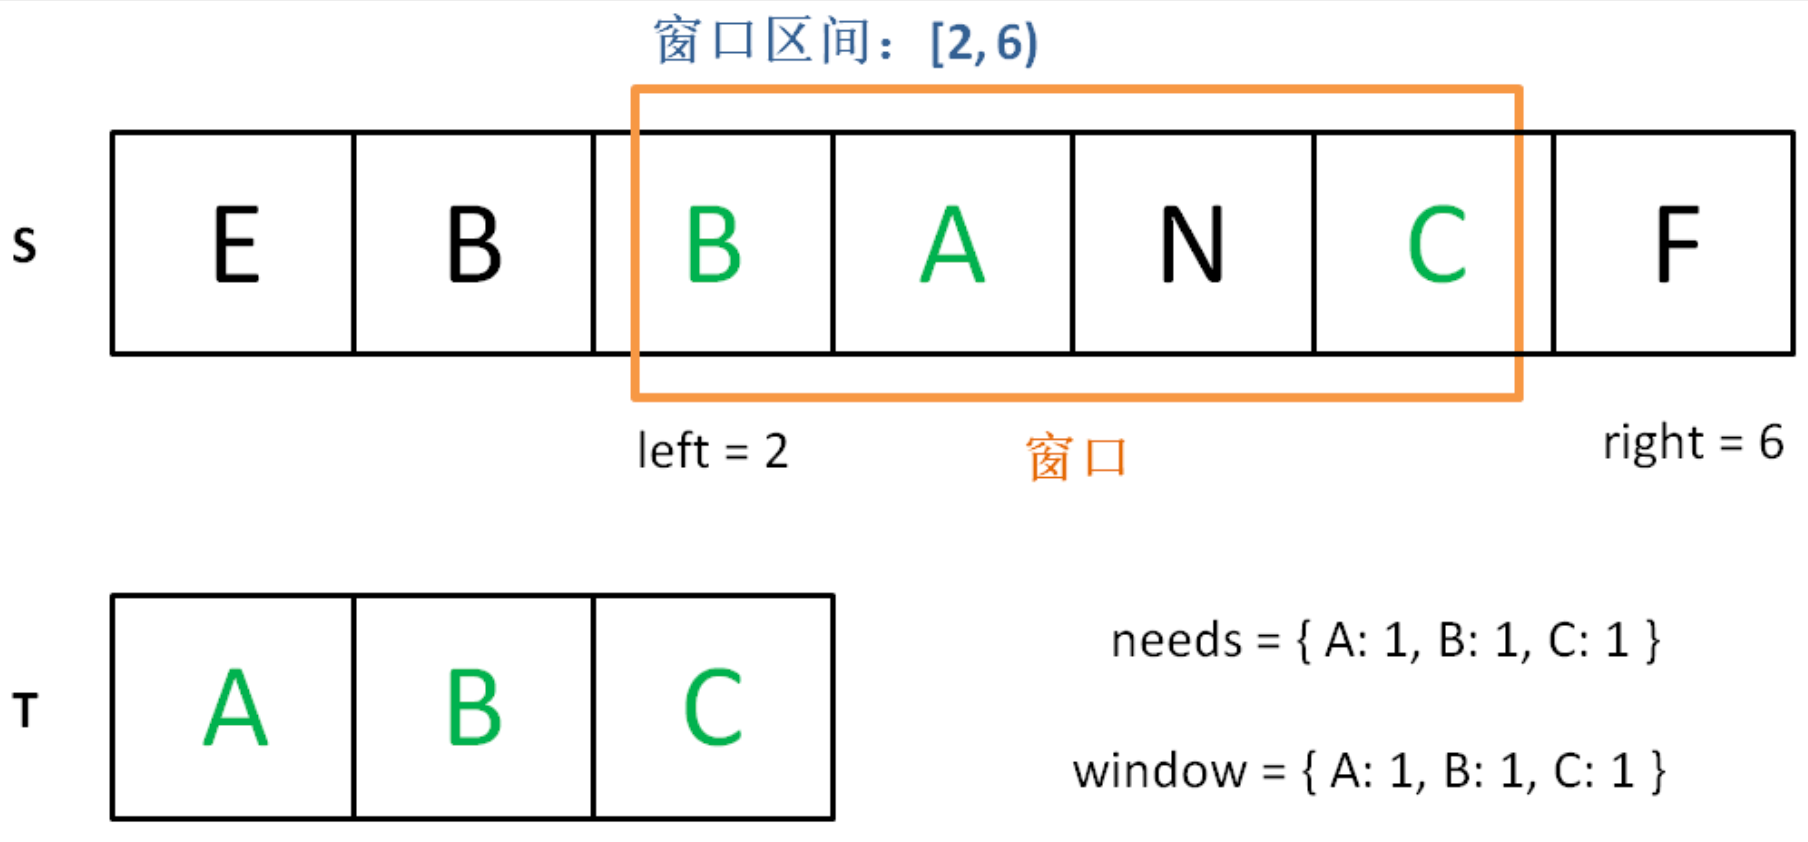 窗口区间：[2, 6)
S E B B A N C F
left = 2 窗口 right = 6
T A B C
needs = { A: 1, B: 1, C: 1 }
window = { A: 1, B: 1, C: 1 }